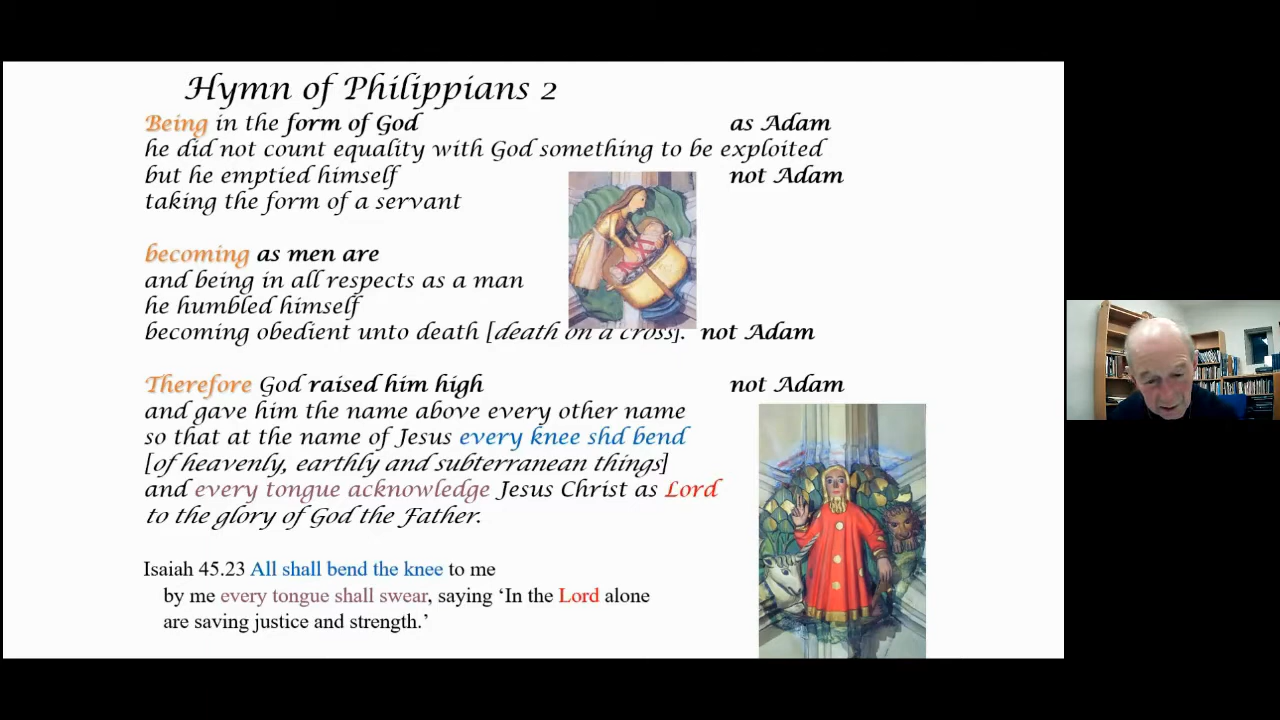 Hymn of Philippians 2
Being in the form of God as Adam
he did not count equality with God something to be exploited
but he emptied himself not Adam
taking the form of a servant
becoming as men are
and being in all respects as a man
he humbled himself
becoming obedient unto death [death on a cross]. not Adam
Therefore God raised him high not Adam
and gave him the name above every other name
so that at the name of Jesus every knee shd bend
[of heavenly, earthly and subterranean things]
and every tongue acknowledge Jesus Christ as Lord
to the glory of God the Father.
Isaiah 45.23 All shall bend the knee to me
by me every tongue shall swear, saying ‘In the Lord alone
are saving justice and strength.’